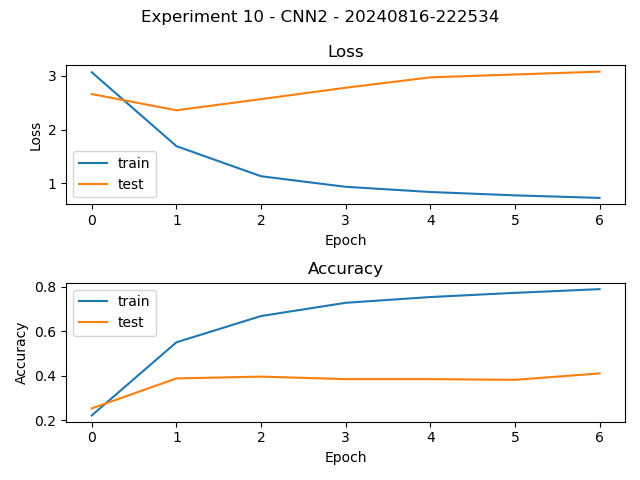 Experiment 10 - CNN2 - 20240816-222534
Loss
3
2
1
Loss
train
test
0 1 2 3 4 5 6
Epoch
Accuracy
0.8
0.6
0.4
0.2
Accuracy
train
test
0 1 2 3 4 5 6
Epoch